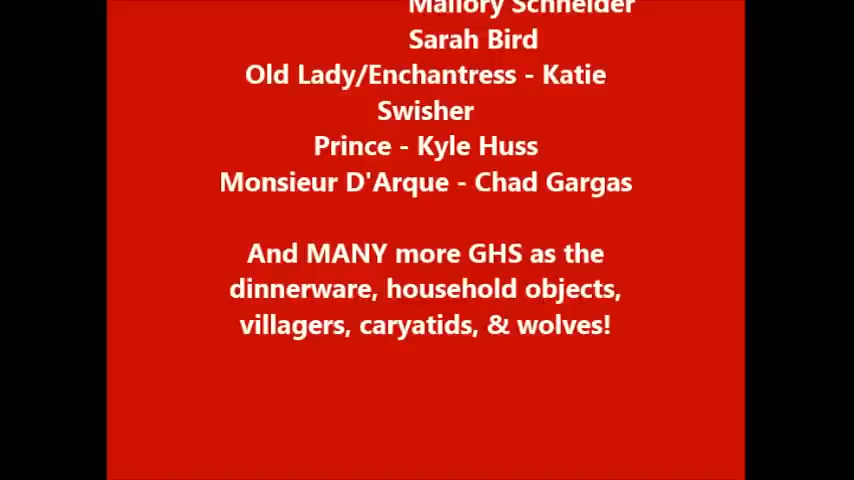 Mallory Schneider
Sarah Bird
Old Lady/Enchantress - Katie
Swisher
Prince - Kyle Huss
Monsieur D'Arque - Chad Gargas
And MANY more GHS as the
dinnerware, household objects,
villagers, caryatids, & wolves!